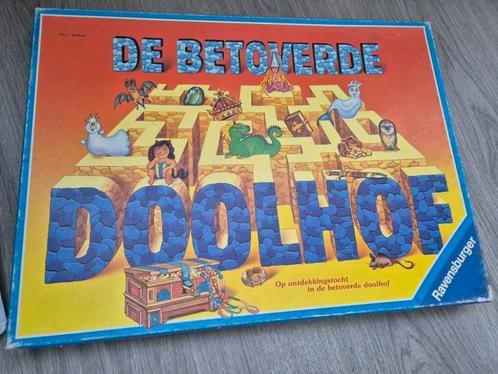 DE BETOVERDE
DOOLHOF
Op ontdekkingstocht
in de betoverde doolhof
Ravensburger